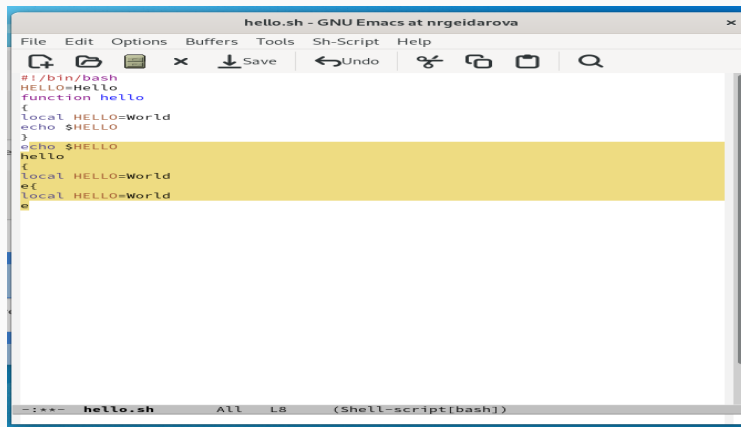 hello.sh - GNU Emacs at nrgeidarova
×
File Edit Options Buffers Tools Sh-Script Help
Save Undo
#!/bin/bash
HELLO=Hello
function hello
{
local HELLO=World
echo $HELLO
}
echo $HELLO
hello
{
local HELLO=World
e{
local HELLO=World
e
-:**- hello.sh All L8 (Shell-script[bash])